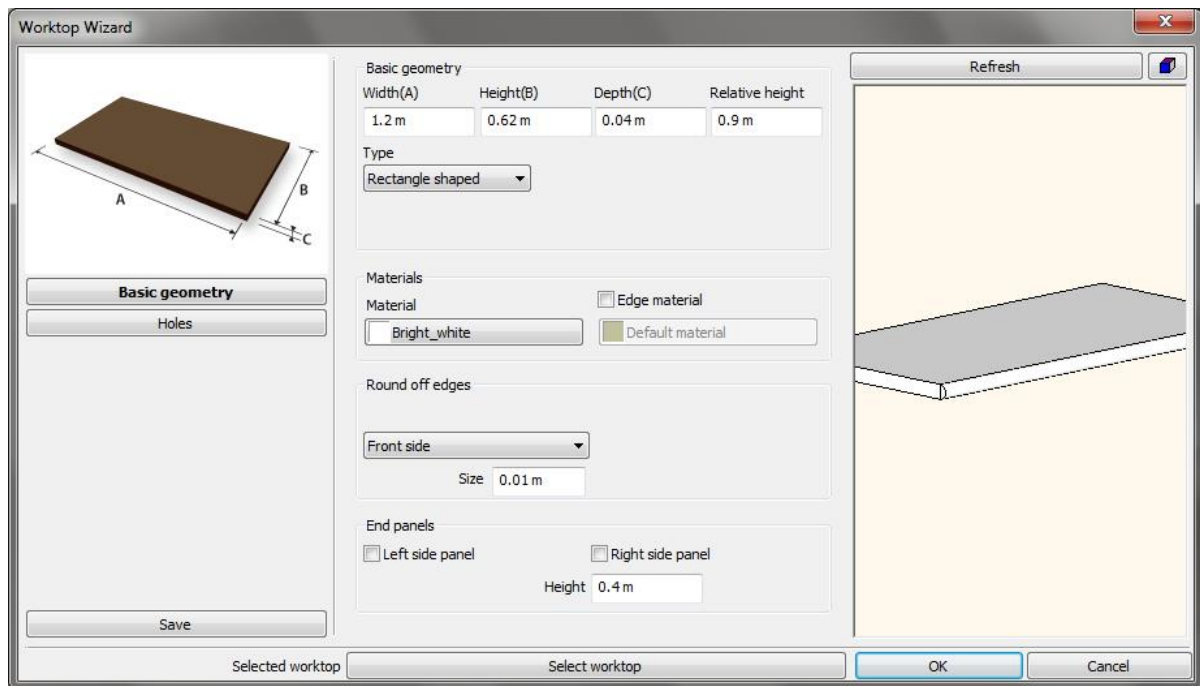 Worktop Wizard
A
B
C
Basic geometry
Holes
Save
Basic geometry
Width(A) Height(B) Depth(C) Relative height
1.2 m 0.62 m 0.04 m 0.9 m
Type
Rectangle shaped
Materials
Material Edge material
Bright_white Default material
Round off edges
Front side
Size 0.01 m
End panels
Left side panel Right side panel
Height 0.4 m
Refresh
Selected worktop Select worktop OK Cancel